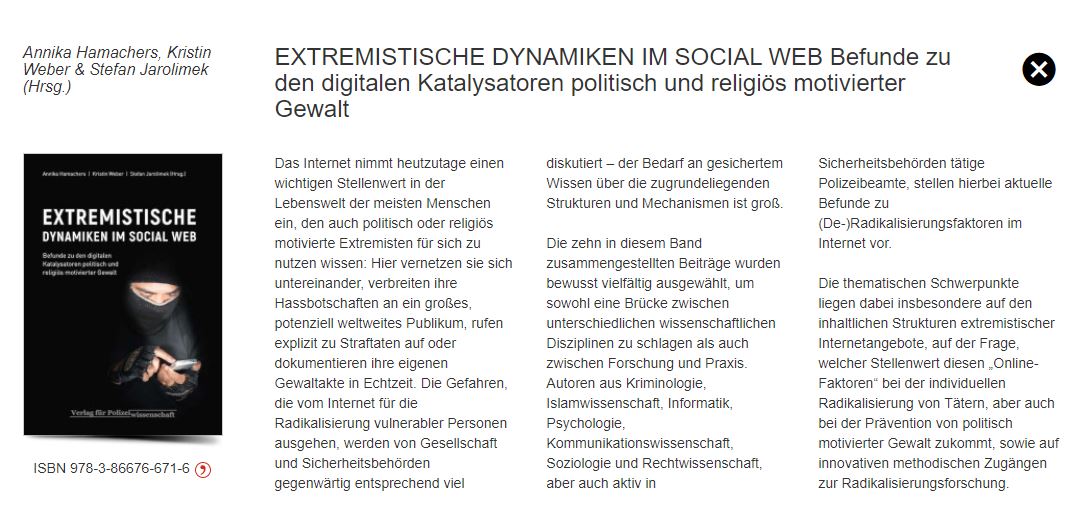 Annika Hamachers, Kristin
Weber & Stefan Jarolimek
(Hrsg.)
EXTREMISTISCHE DYNAMIKEN IM SOCIAL WEB Befunde zu
den digitalen Katalysatoren politisch und religiös motivierter
Gewalt
Annika Hamachers | Kristin Weber | Stefan Jarolimek (Hrsg.)
EXTREMISTISCHE
DYNAMIKEN IM SOCIAL WEB
Befunde zu den digitalen
Katalysatoren politisch und
religiös motivierter Gewalt
Verlag für Polizeiwissenschaft
ISBN 978-3-86676-671-6
Das Internet nimmt heutzutage einen
wichtigen Stellenwert in der
Lebenswelt der meisten Menschen
ein, den auch politisch oder religiös
motivierte Extremisten für sich zu
nutzen wissen: Hier vernetzen sie sich
untereinander, verbreiten ihre
Hassbotschaften an ein großes,
potenziell weltweites Publikum, rufen
explizit zu Straftaten auf oder
dokumentieren ihre eigenen
Gewaltakte in Echtzeit. Die Gefahren,
die vom Internet für die
Radikalisierung vulnerabler Personen
ausgehen, werden von Gesellschaft
und Sicherheitsbehörden
gegenwärtig entsprechend viel
diskutiert – der Bedarf an gesichertem
Wissen über die zugrundeliegenden
Strukturen und Mechanismen ist groß.
Die zehn in diesem Band
zusammengestellten Beiträge wurden
bewusst vielfältig ausgewählt, um
sowohl eine Brücke zwischen
unterschiedlichen wissenschaftlichen
Disziplinen zu schlagen als auch
zwischen Forschung und Praxis.
Autoren aus Kriminologie,
Islamwissenschaft, Informatik,
Psychologie,
Kommunikationswissenschaft,
Soziologie und Rechtwissenschaft,
aber auch aktiv in
Sicherheitsbehörden tätige
Polizeibeamte, stellen hierbei aktuelle
Befunde zu
(De-)Radikalisierungsfaktoren im
Internet vor.
Die thematischen Schwerpunkte
liegen dabei insbesondere auf den
inhaltlichen Strukturen extremistischer
Internetangebote, auf der Frage,
welcher Stellenwert diesen „Online-
Faktoren“ bei der individuellen
Radikalisierung von Tätern, aber auch
bei der Prävention von politisch
motivierter Gewalt zukommt, sowie auf
innovativen methodischen Zugängen
zur Radikalisierungsforschung.